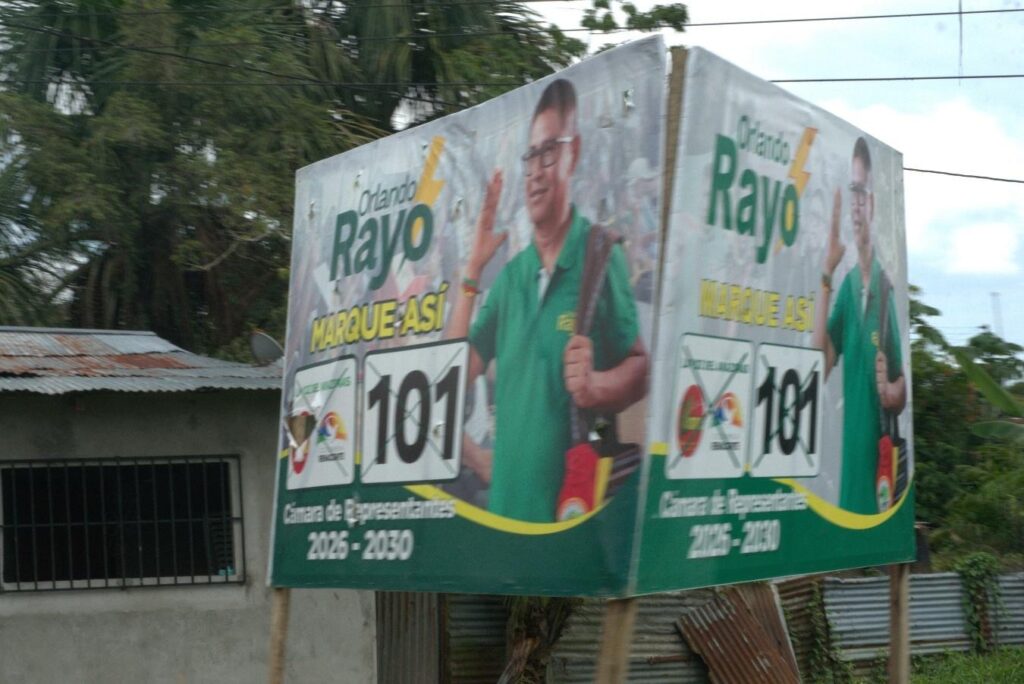 Orlando
Rayo
MARQUE ASÍ
101
Cámara de Representantes
2026 - 2030
Orlando
Rayo
MARQUE ASÍ
101
Cámara de Representantes
2026 - 2030